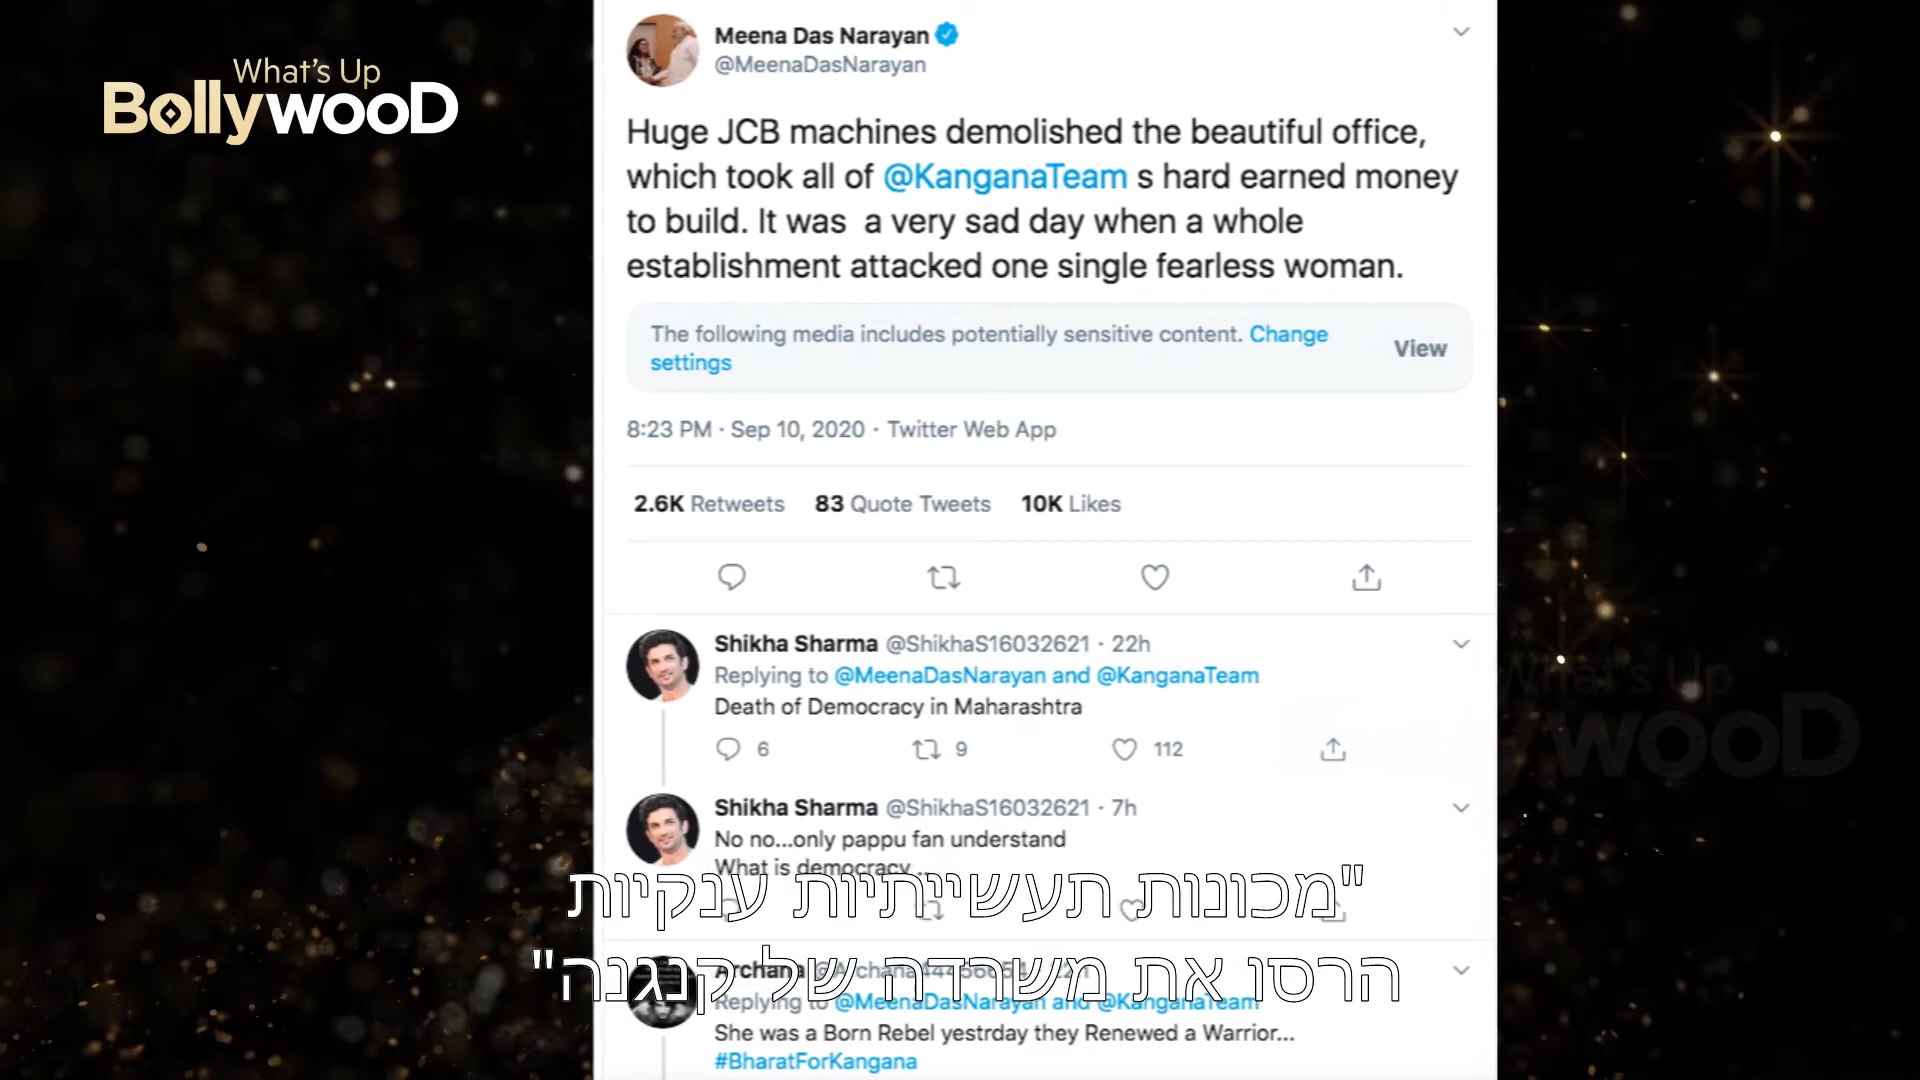 What's Up
BollywooD
Meena Das Narayan
@MeenaDasNarayan
Huge JCB machines demolished the beautiful office,
which took all of @KanganaTeam s hard earned money
to build. It was a very sad day when a whole
establishment attacked one single fearless woman.
The following media includes potentially sensitive content. Change
settings
View
8:23 PM · Sep 10, 2020 · Twitter Web App
2.6K Retweets 83 Quote Tweets 10K Likes
Shikha Sharma @ShikhaS16032621 · 22h
Replying to @MeenaDasNarayan and @KanganaTeam
Death of Democracy in Maharashtra
6 9 112
Shikha Sharma @ShikhaS16032621 · 7h
No no...only pappu fan understand
What is democracy ..
"מכונות תעשייתיות ענקיות
הרסו את משרדה של קנגנה"
Archana
Replying to @MeenaDasNarayan and @KanganaTeam
She was a Born Rebel yestrday they Renewed a Warrior...
#BharatForKangana
What's Up
wooD